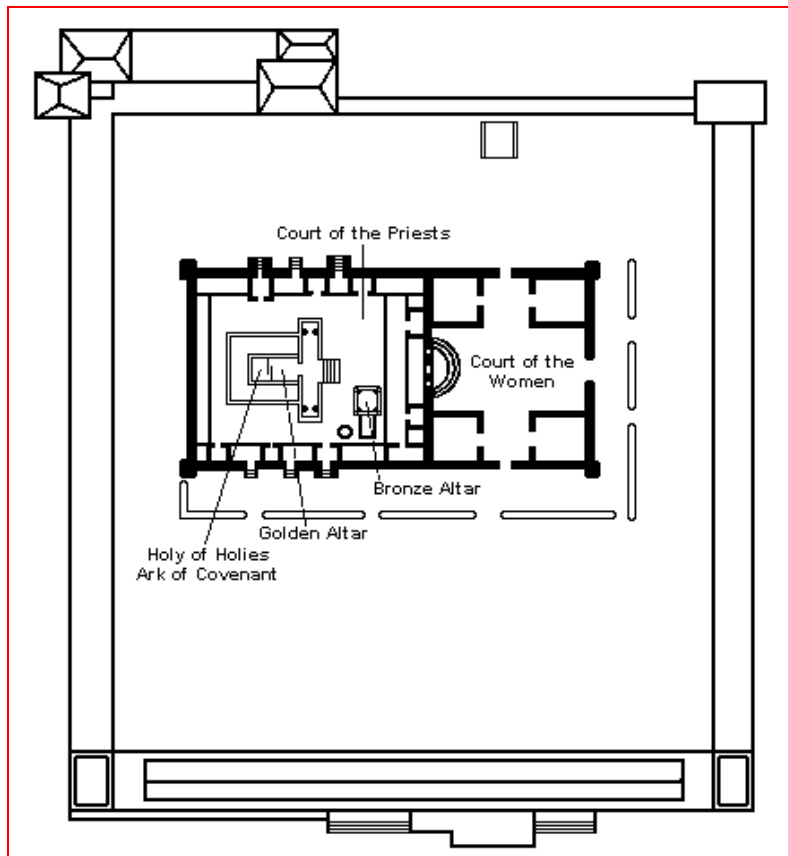 Court of the Priests
Court of the
Women
Bronze Altar
Golden Altar
Holy of Holies
Ark of Covenant